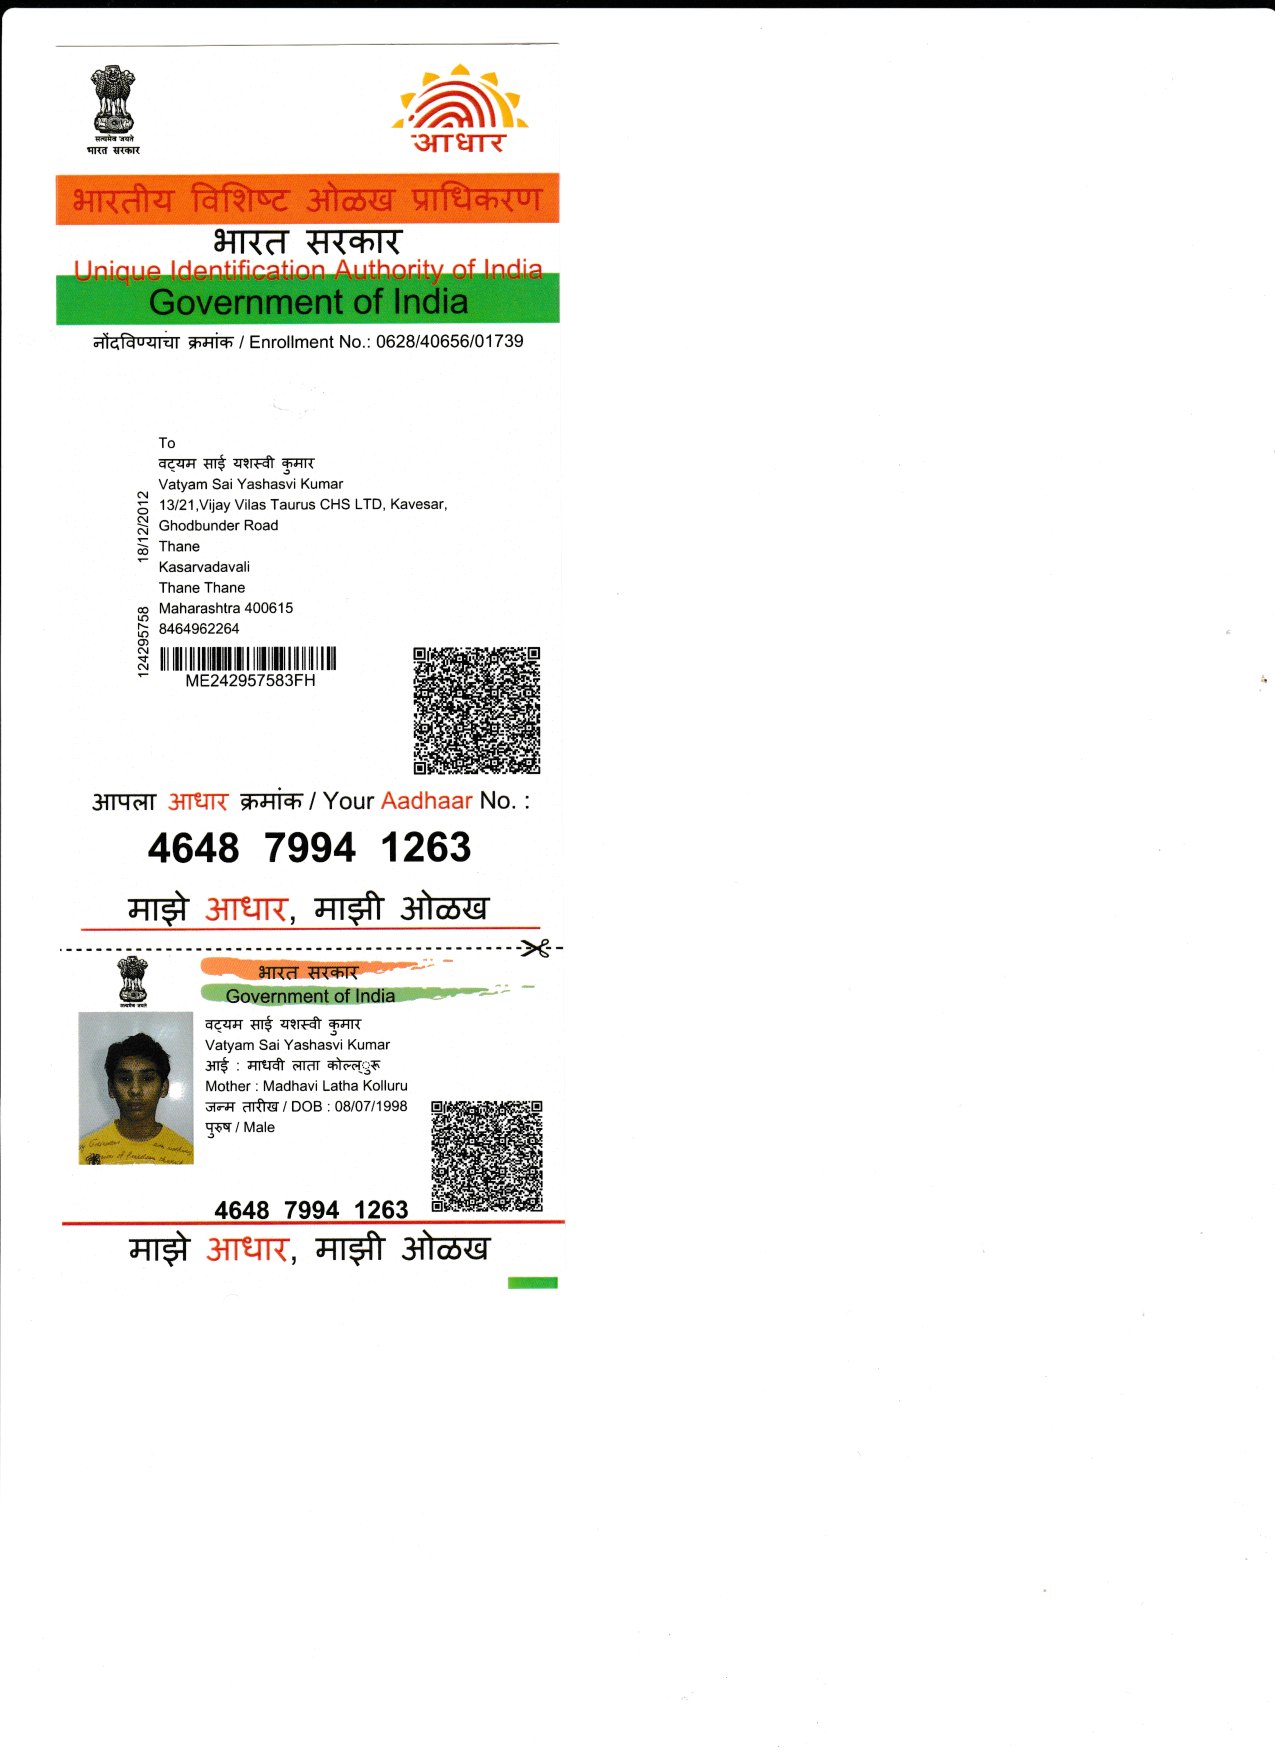 सत्यमेव जयते
भारत सरकार
आधार
भारतीय विशिष्ट ओळख प्राधिकरण
भारत सरकार
Unique Identification Authority of India
Government of India
नोंदविण्याचा क्रमांक / Enrollment No.: 0628/40656/01739
To
वट्यम साई यशस्वी कुमार
Vatyam Sai Yashasvi Kumar
13/21,Vijay Vilas Taurus CHS LTD, Kavesar,
Ghodbunder Road
Thane
Kasarvadavali
Thane Thane
Maharashtra 400615
8464962264
18/12/2012
124295758
ME242957583FH
आपला आधार क्रमांक / Your Aadhaar No. :
4648 7994 1263
माझे आधार, माझी ओळख
सत्यमेव जयते
भारत सरकार
Government of India
वट्यम साई यशस्वी कुमार
Vatyam Sai Yashasvi Kumar
आई : माधवी लाता कोल्ल्ुरू
Mother : Madhavi Latha Kolluru
जन्म तारीख / DOB : 08/07/1998
पुरुष / Male
4648 7994 1263
माझे आधार, माझी ओळख